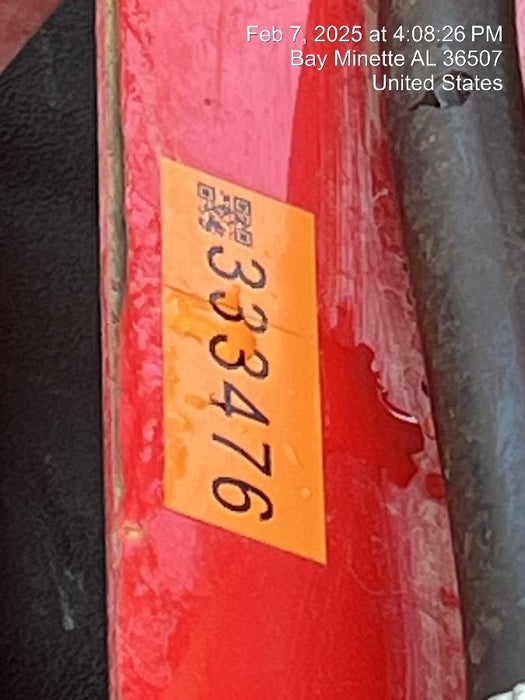 Feb 7, 2025 at 4:08:26 PM
Bay Minette AL 36507
United States
333476